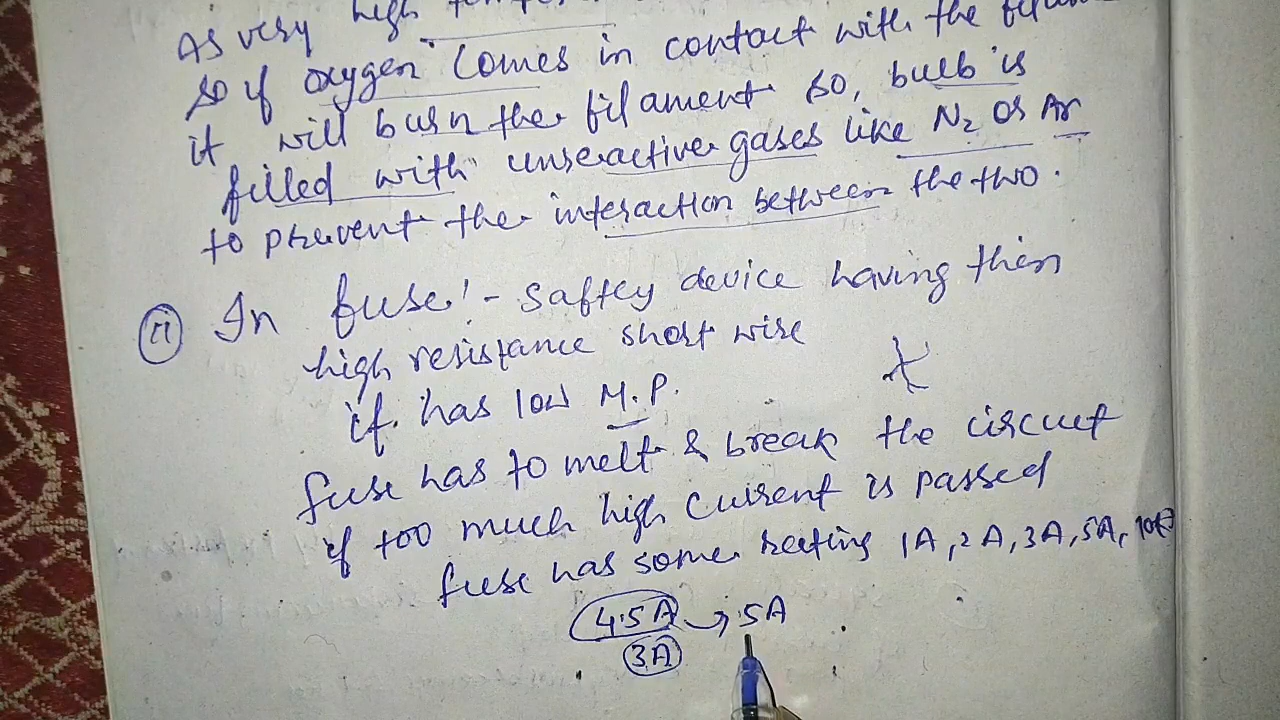 As very high
so if oxygen comes in contact with the
it will burn the filament so, bulb is
filled with unreactive gases like N₂ or Ar
to prevent the interaction between the two.
(ii) In fuse:- Saftey device having thin
high resistance short wire
it has low M.P.
fuse has to melt & break the circuit
if too much high current is passed
fuse has some rating 1A, 2A, 3A, 5A, 10A
4.5A → 5A
3A